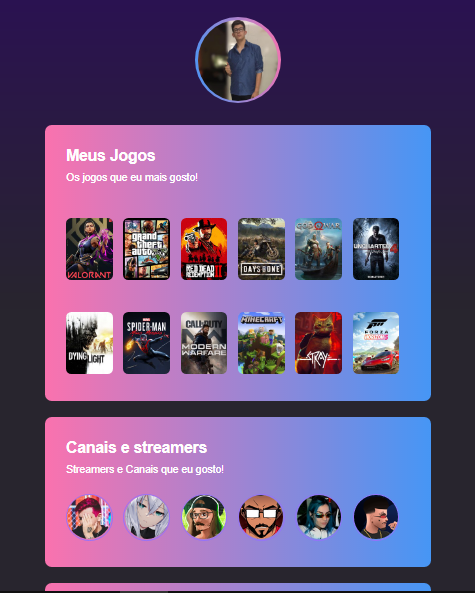 Meus Jogos
Os jogos que eu mais gosto!
VALORANT
grand
theft
auto
RED DEAD
REDEMPTION II
DAYS GONE
GOD OF WAR
UNCHARTED 4
DYING LIGHT
SPIDER-MAN
CALL OF DUTY
MODERN
WARFARE
MINECRAFT
STRAY
FORZA
HORIZON 5
Canais e streamers
Streamers e Canais que eu gosto!